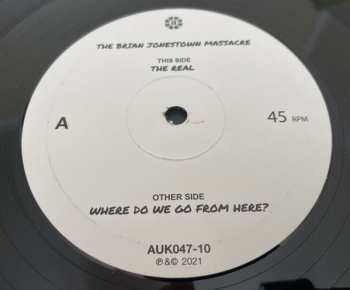 THE BRIAN JONESTOWN MASSACRE
THIS SIDE
THE REAL
A
45 RPM
OTHER SIDE
WHERE DO WE GO FROM HERE?
AUK047-10
℗&© 2021